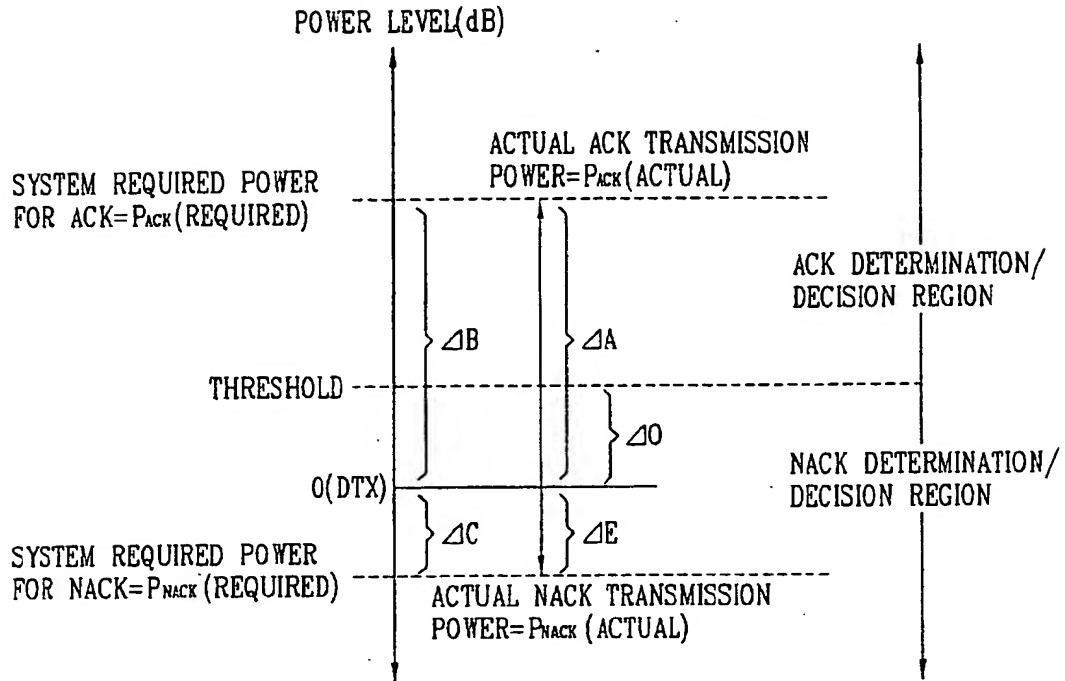 POWER LEVEL(dB)
ACTUAL ACK TRANSMISSION
POWER=PACK(ACTUAL)
SYSTEM REQUIRED POWER
FOR ACK=PACK(REQUIRED)
ACK DETERMINATION/
DECISION REGION
⊿B
⊿A
THRESHOLD
⊿O
NACK DETERMINATION/
DECISION REGION
O(DTX)
⊿C
⊿E
SYSTEM REQUIRED POWER
FOR NACK=PNACK(REQUIRED)
ACTUAL NACK TRANSMISSION
POWER=PNACK(ACTUAL)